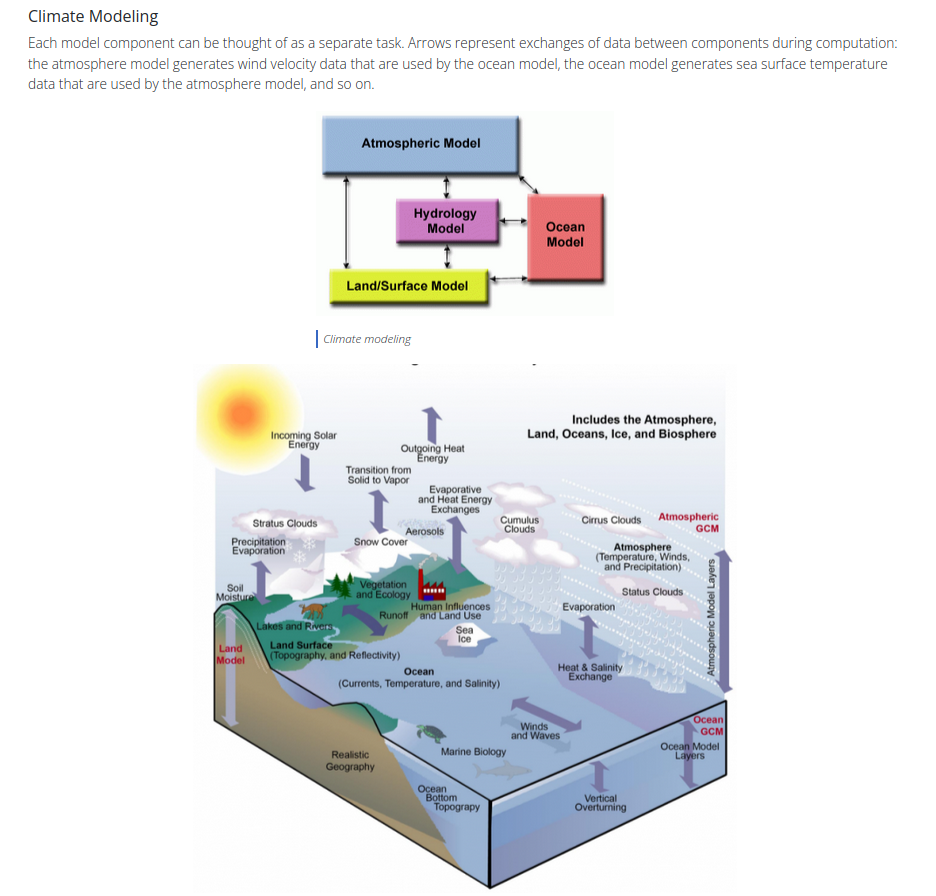 Climate Modeling
Each model component can be thought of as a separate task. Arrows represent exchanges of data between components during computation:
the atmosphere model generates wind velocity data that are used by the ocean model, the ocean model generates sea surface temperature
data that are used by the atmosphere model, and so on.
Atmospheric Model
Hydrology
Model
Ocean
Model
Land/Surface Model
Climate modeling
Includes the Atmosphere,
Land, Oceans, Ice, and Biosphere
Incoming Solar
Energy
Outgoing Heat
Energy
Transition from
Solid to Vapor
Evaporative
and Heat Energy
Exchanges
Stratus Clouds
Aerosols
Cumulus
Clouds
Cirrus Clouds
Atmospheric
GCM
Precipitation
Evaporation
Snow Cover
Atmosphere
(Temperature, Winds,
and Precipitation)
Soil
Moisture
Vegetation
and Ecology
Status Clouds
Atmospheric Model Layers
Human Influences
and Land Use
Runoff
Evaporation
Lakes and Rivers
Sea
Ice
Land
Model
Land Surface
(Topography, and Reflectivity)
Ocean
(Currents, Temperature, and Salinity)
Heat & Salinity
Exchange
Winds
and Waves
Ocean
GCM
Ocean Model
Layers
Realistic
Geography
Marine Biology
Ocean
Bottom
Topograpy
Vertical
Overturning